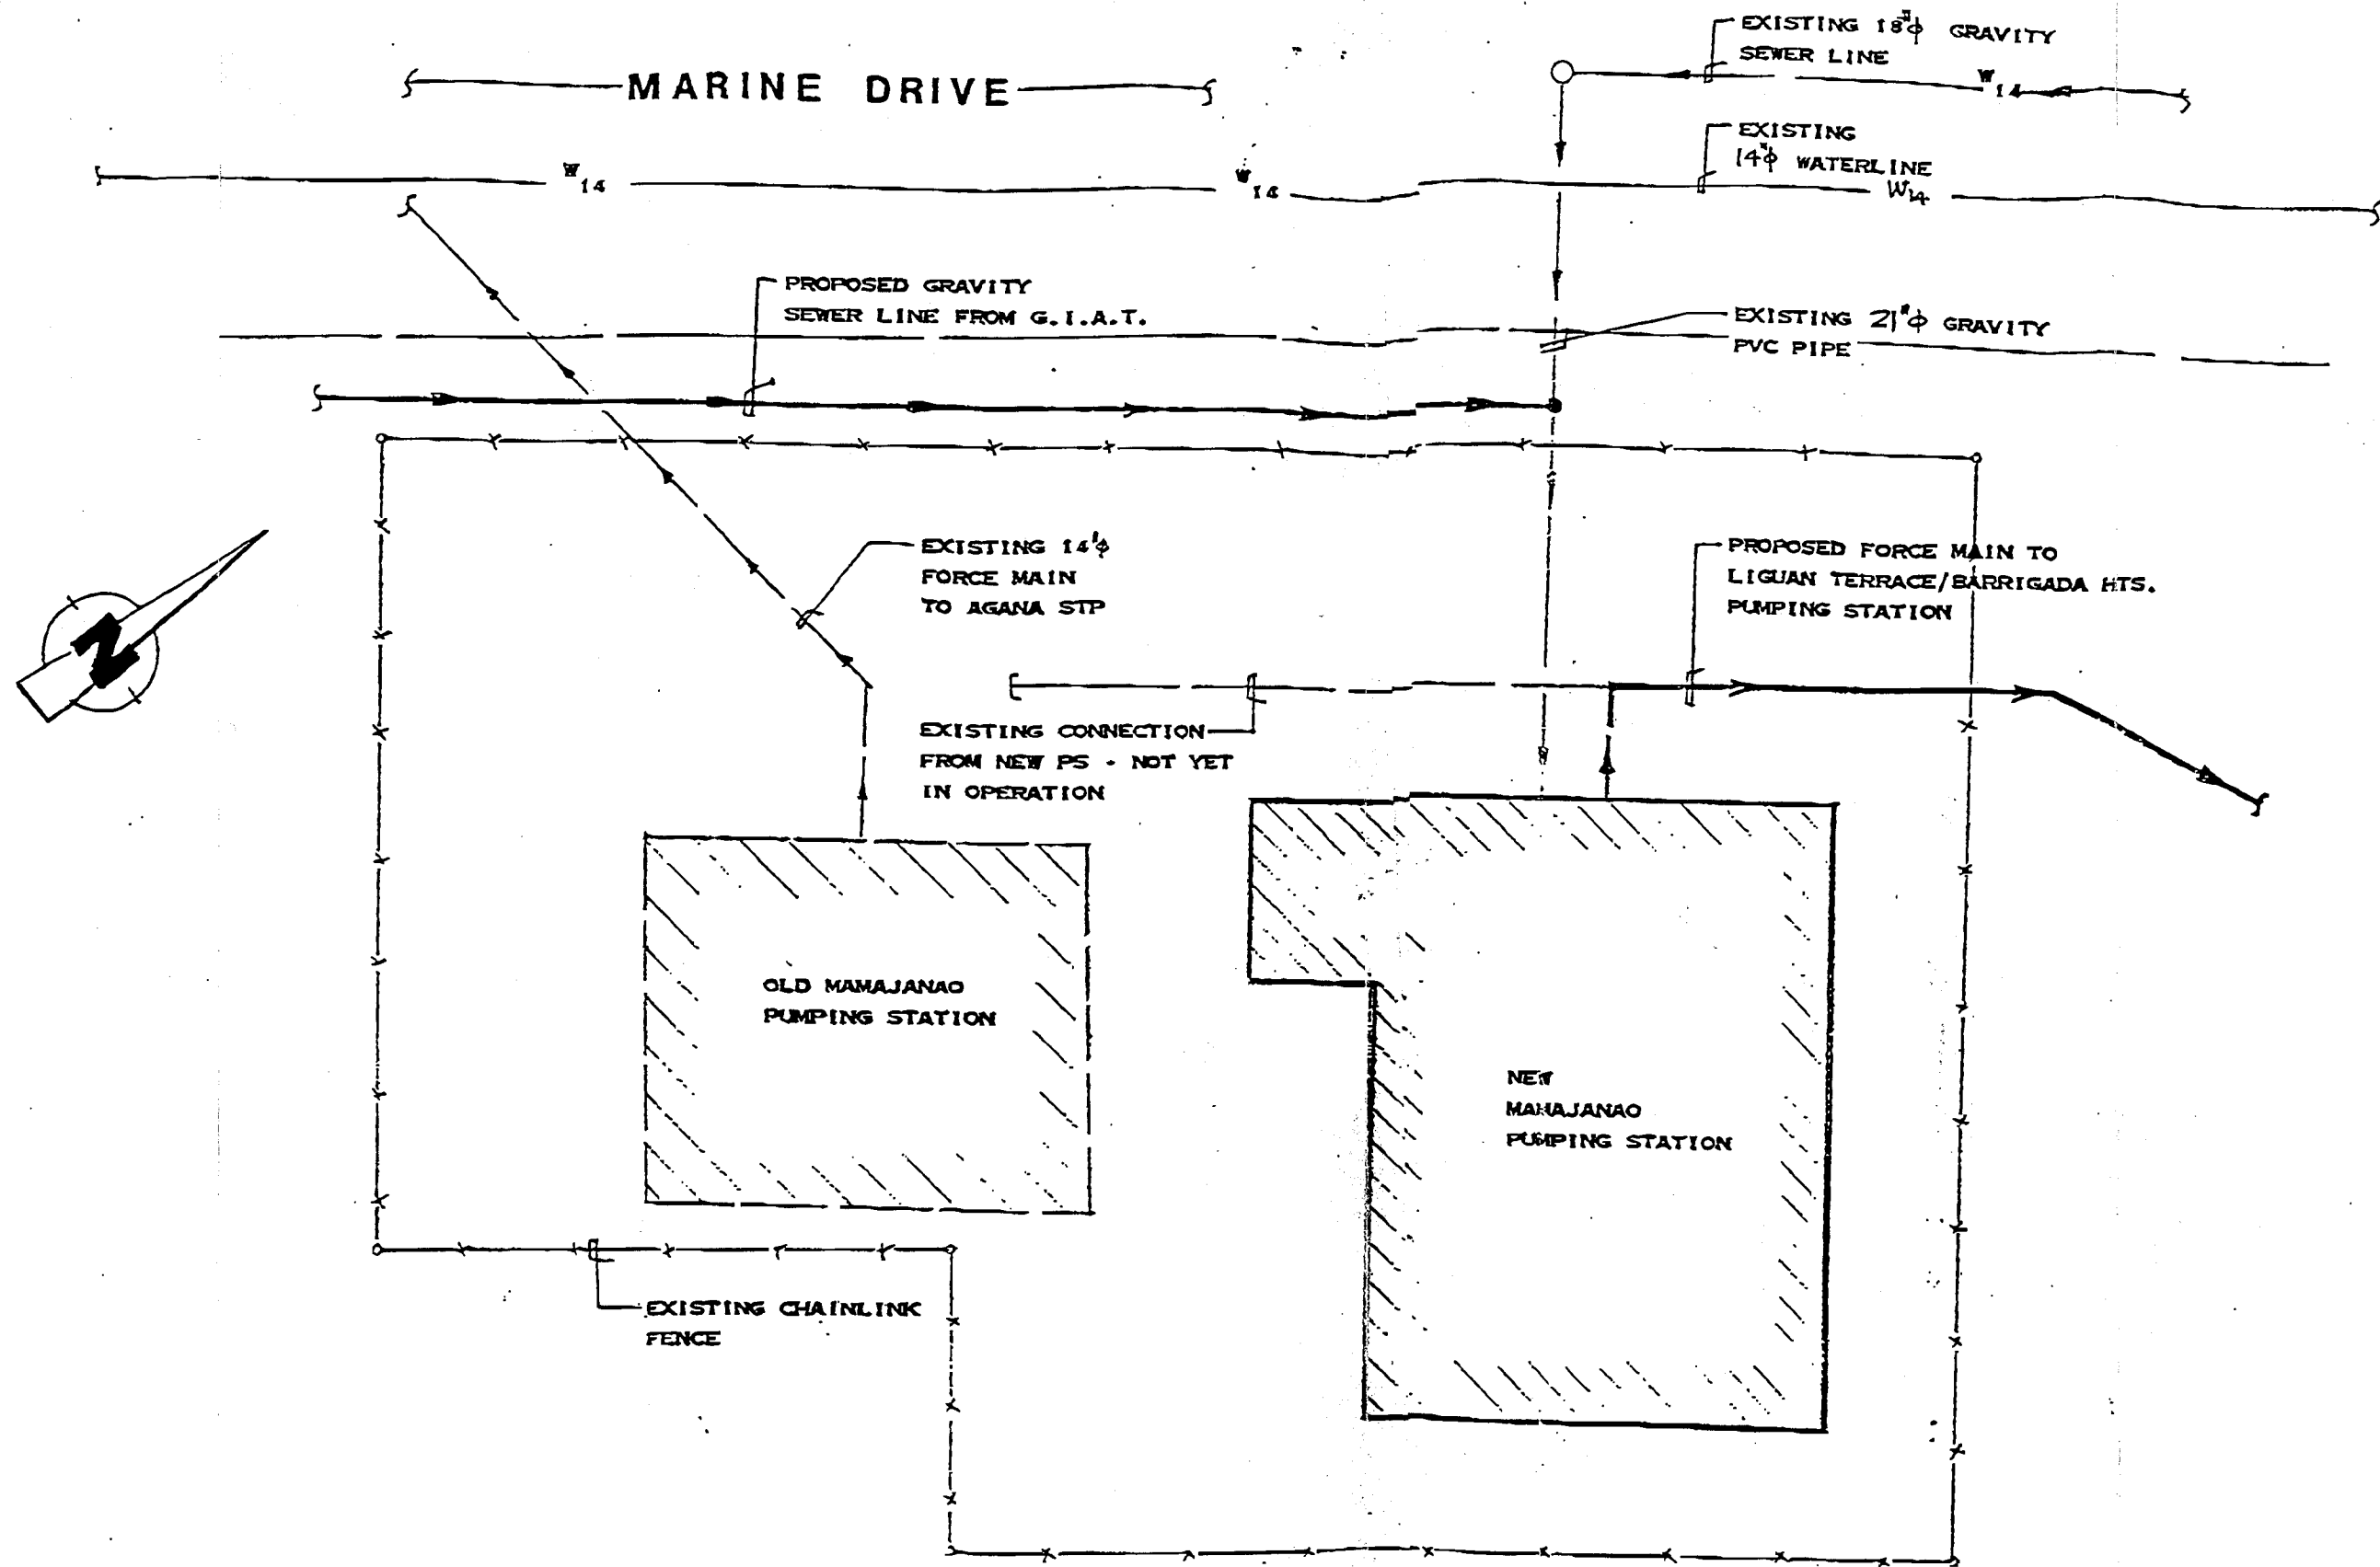 EXISTING 18"φ GRAVITY
SEWER LINE
MARINE DRIVE
W14
EXISTING
14"φ WATERLINE
W14
W14
W14
PROPOSED GRAVITY
SEWER LINE FROM G.I.A.T.
EXISTING 21"φ GRAVITY
PVC PIPE
EXISTING 14"φ
FORCE MAIN
TO AGANA STP
PROPOSED FORCE MAIN TO
LIGUAN TERRACE/BARRIGADA HTS.
PUMPING STATION
N
EXISTING CONNECTION
FROM NEW PS - NOT YET
IN OPERATION
OLD MAMAJANAO
PUMPING STATION
NEW
MAMAJANAO
PUMPING STATION
EXISTING CHAINLINK
FENCE